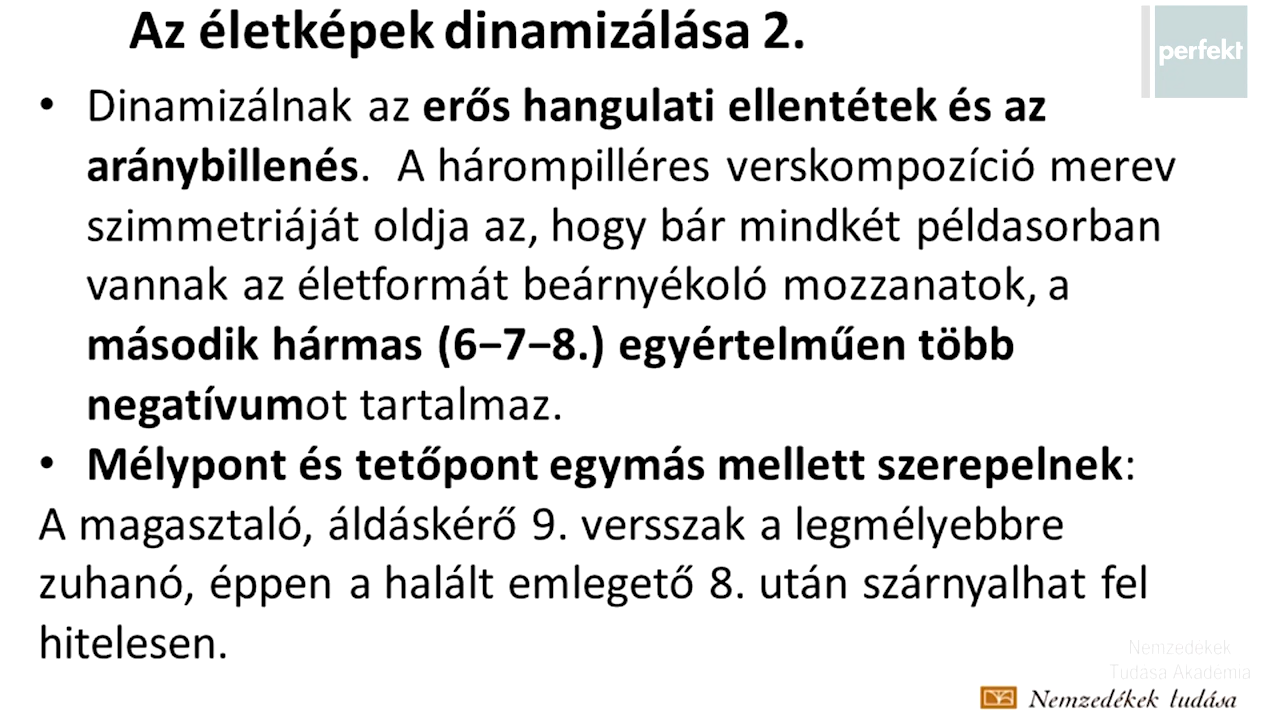 Az életképek dinamizálása 2.
perfekt
• Dinamizálnak az erős hangulati ellentétek és az
aránybillenés. A hárompilléres verskompozíció merev
szimmetriáját oldja az, hogy bár mindkét példasorban
vannak az életformát beárnyékoló mozzanatok, a
második hármas (6–7–8.) egyértelműen több
negatívumot tartalmaz.
• Mélypont és tetőpont egymás mellett szerepelnek:
A magasztaló, áldáskérő 9. versszak a legmélyebbre
zuhanó, éppen a halált emlegető 8. után szárnyalhat fel
hitelesen.
Nemzedékek
Tudása Akadémia
Nemzedékek tudása